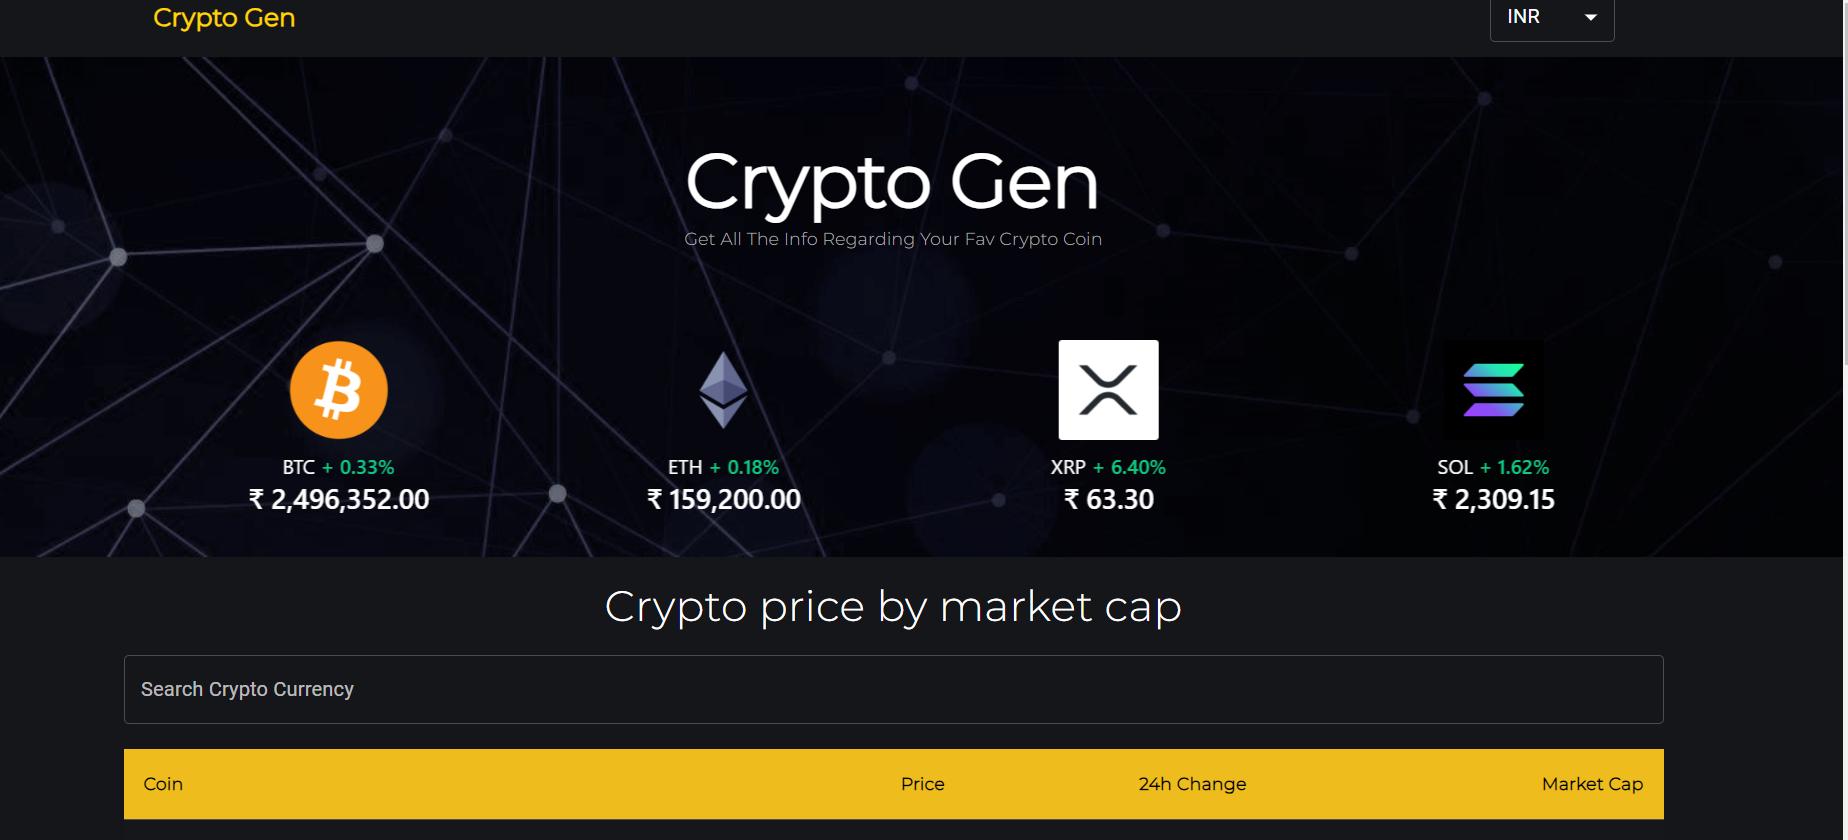 Crypto Gen
INR
Crypto Gen
Get All The Info Regarding Your Fav Crypto Coin
BTC + 0.33%
₹ 2,496,352.00
ETH + 0.18%
₹ 159,200.00
XRP + 6.40%
₹ 63.30
SOL + 1.62%
₹ 2,309.15
Crypto price by market cap
Search Crypto Currency
Coin Price 24h Change Market Cap